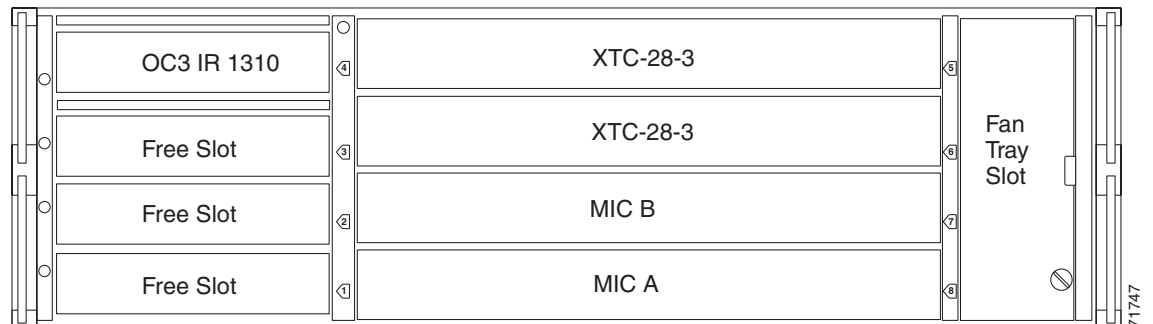 OC3 IR 1310
4
XTC-28-3
5
Free Slot
3
XTC-28-3
6
Fan
Tray
Slot
Free Slot
2
MIC B
7
Free Slot
1
MIC A
8
71747